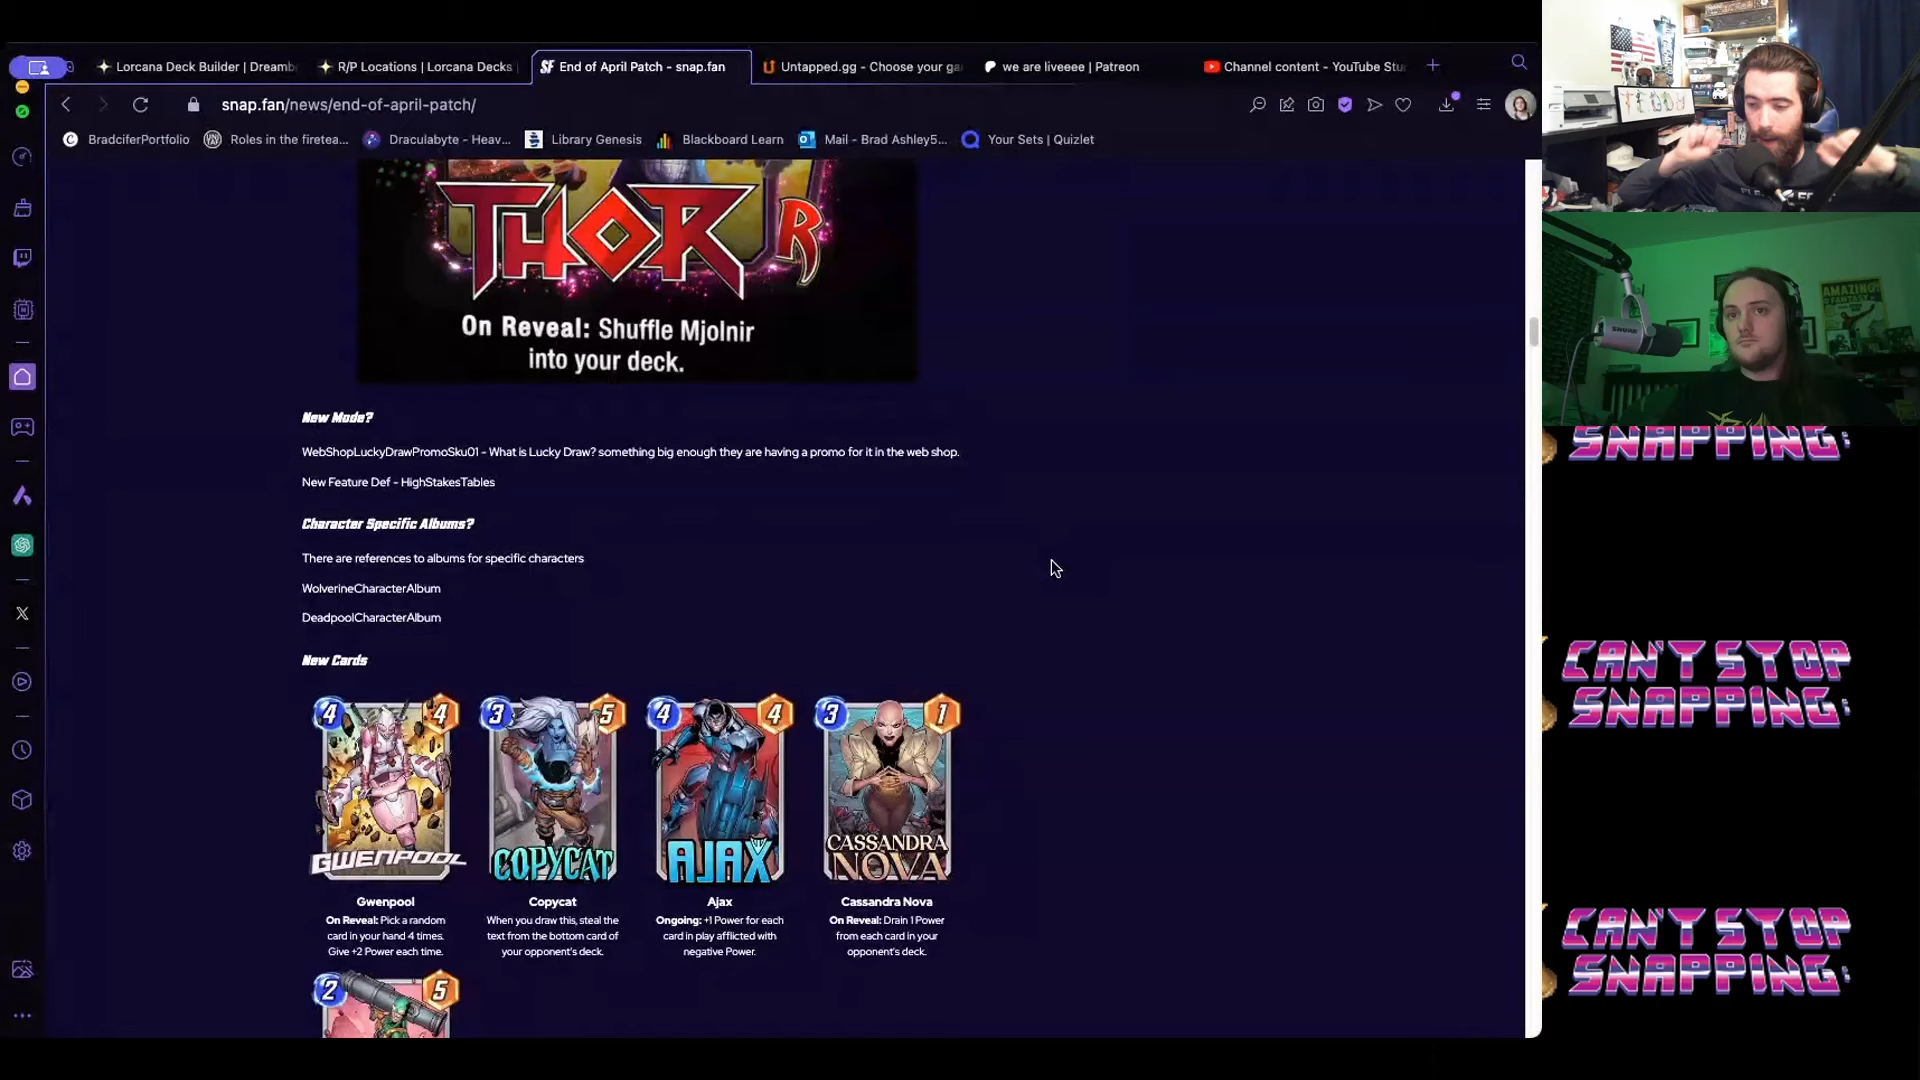 Lorcana Deck Builder | Dreamb
R/P Locations | Lorcana Decks
SF End of April Patch - snap.fan
Untapped.gg - Choose your ga
we are liveeee | Patreon
Channel content - YouTube Stu
snap.fan/news/end-of-april-patch/
BradciferPortfolio
Roles in the firetea...
Draculabyte - Heav...
Library Genesis
Blackboard Learn
Mail - Brad Ashley5...
Your Sets | Quizlet
THOR
R
On Reveal: Shuffle Mjolnir
into your deck.
New Mode?
WebShopLuckyDrawPromoSku01 - What is Lucky Draw? something big enough they are having a promo for it in the web shop.
New Feature Def - HighStakesTables
Character Specific Albums?
There are references to albums for specific characters
WolverineCharacterAlbum
DeadpoolCharacterAlbum
New Cards
4 4
GWENPOOL
Gwenpool
On Reveal: Pick a random
card in your hand 4 times.
Give +2 Power each time.
3 5
COPYCAT
Copycat
When you draw this, steal the
text from the bottom card of
your opponent's deck.
4 4
AJAX
Ajax
Ongoing: +1 Power for each
card in play afflicted with
negative Power.
3 1
CASSANDRA
NOVA
Cassandra Nova
On Reveal: Drain 1 Power
from each card in your
opponent's deck.
2 5
AMAZING
FANTASY
SHURE
SNAPPING:
CAN'T STOP
SNAPPING:
CAN'T STOP
SNAPPING: